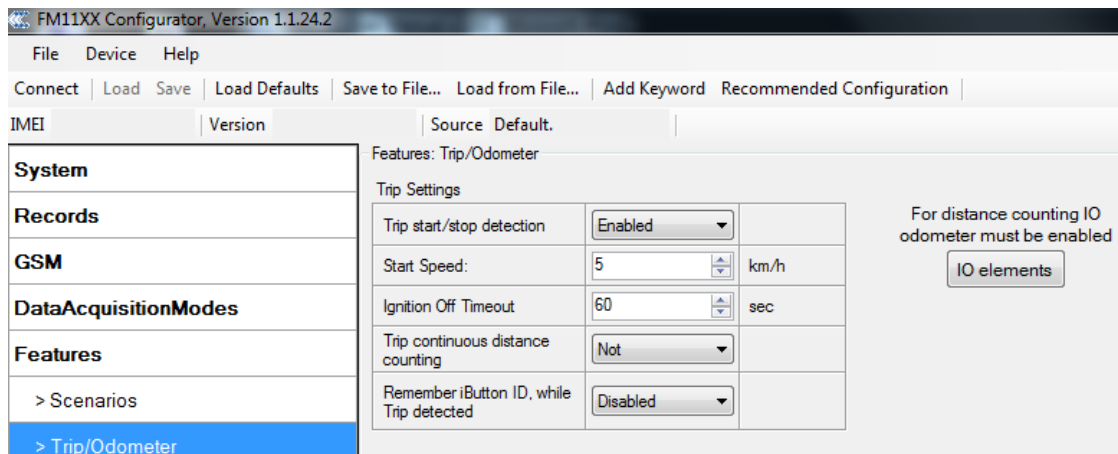 FM11XX Configurator, Version 1.1.24.2
File Device Help
Connect Load Save Load Defaults Save to File... Load from File... Add Keyword Recommended Configuration
IMEI Version Source Default.
System
Records
GSM
DataAcquisitionModes
Features
> Scenarios
> Trip/Odometer
Features: Trip/Odometer
Trip Settings
Trip start/stop detection Enabled
Start Speed: 5 km/h
Ignition Off Timeout 60 sec
Trip continuous distance
counting Not
Remember iButton ID, while
Trip detected Disabled
For distance counting IO
odometer must be enabled
IO elements